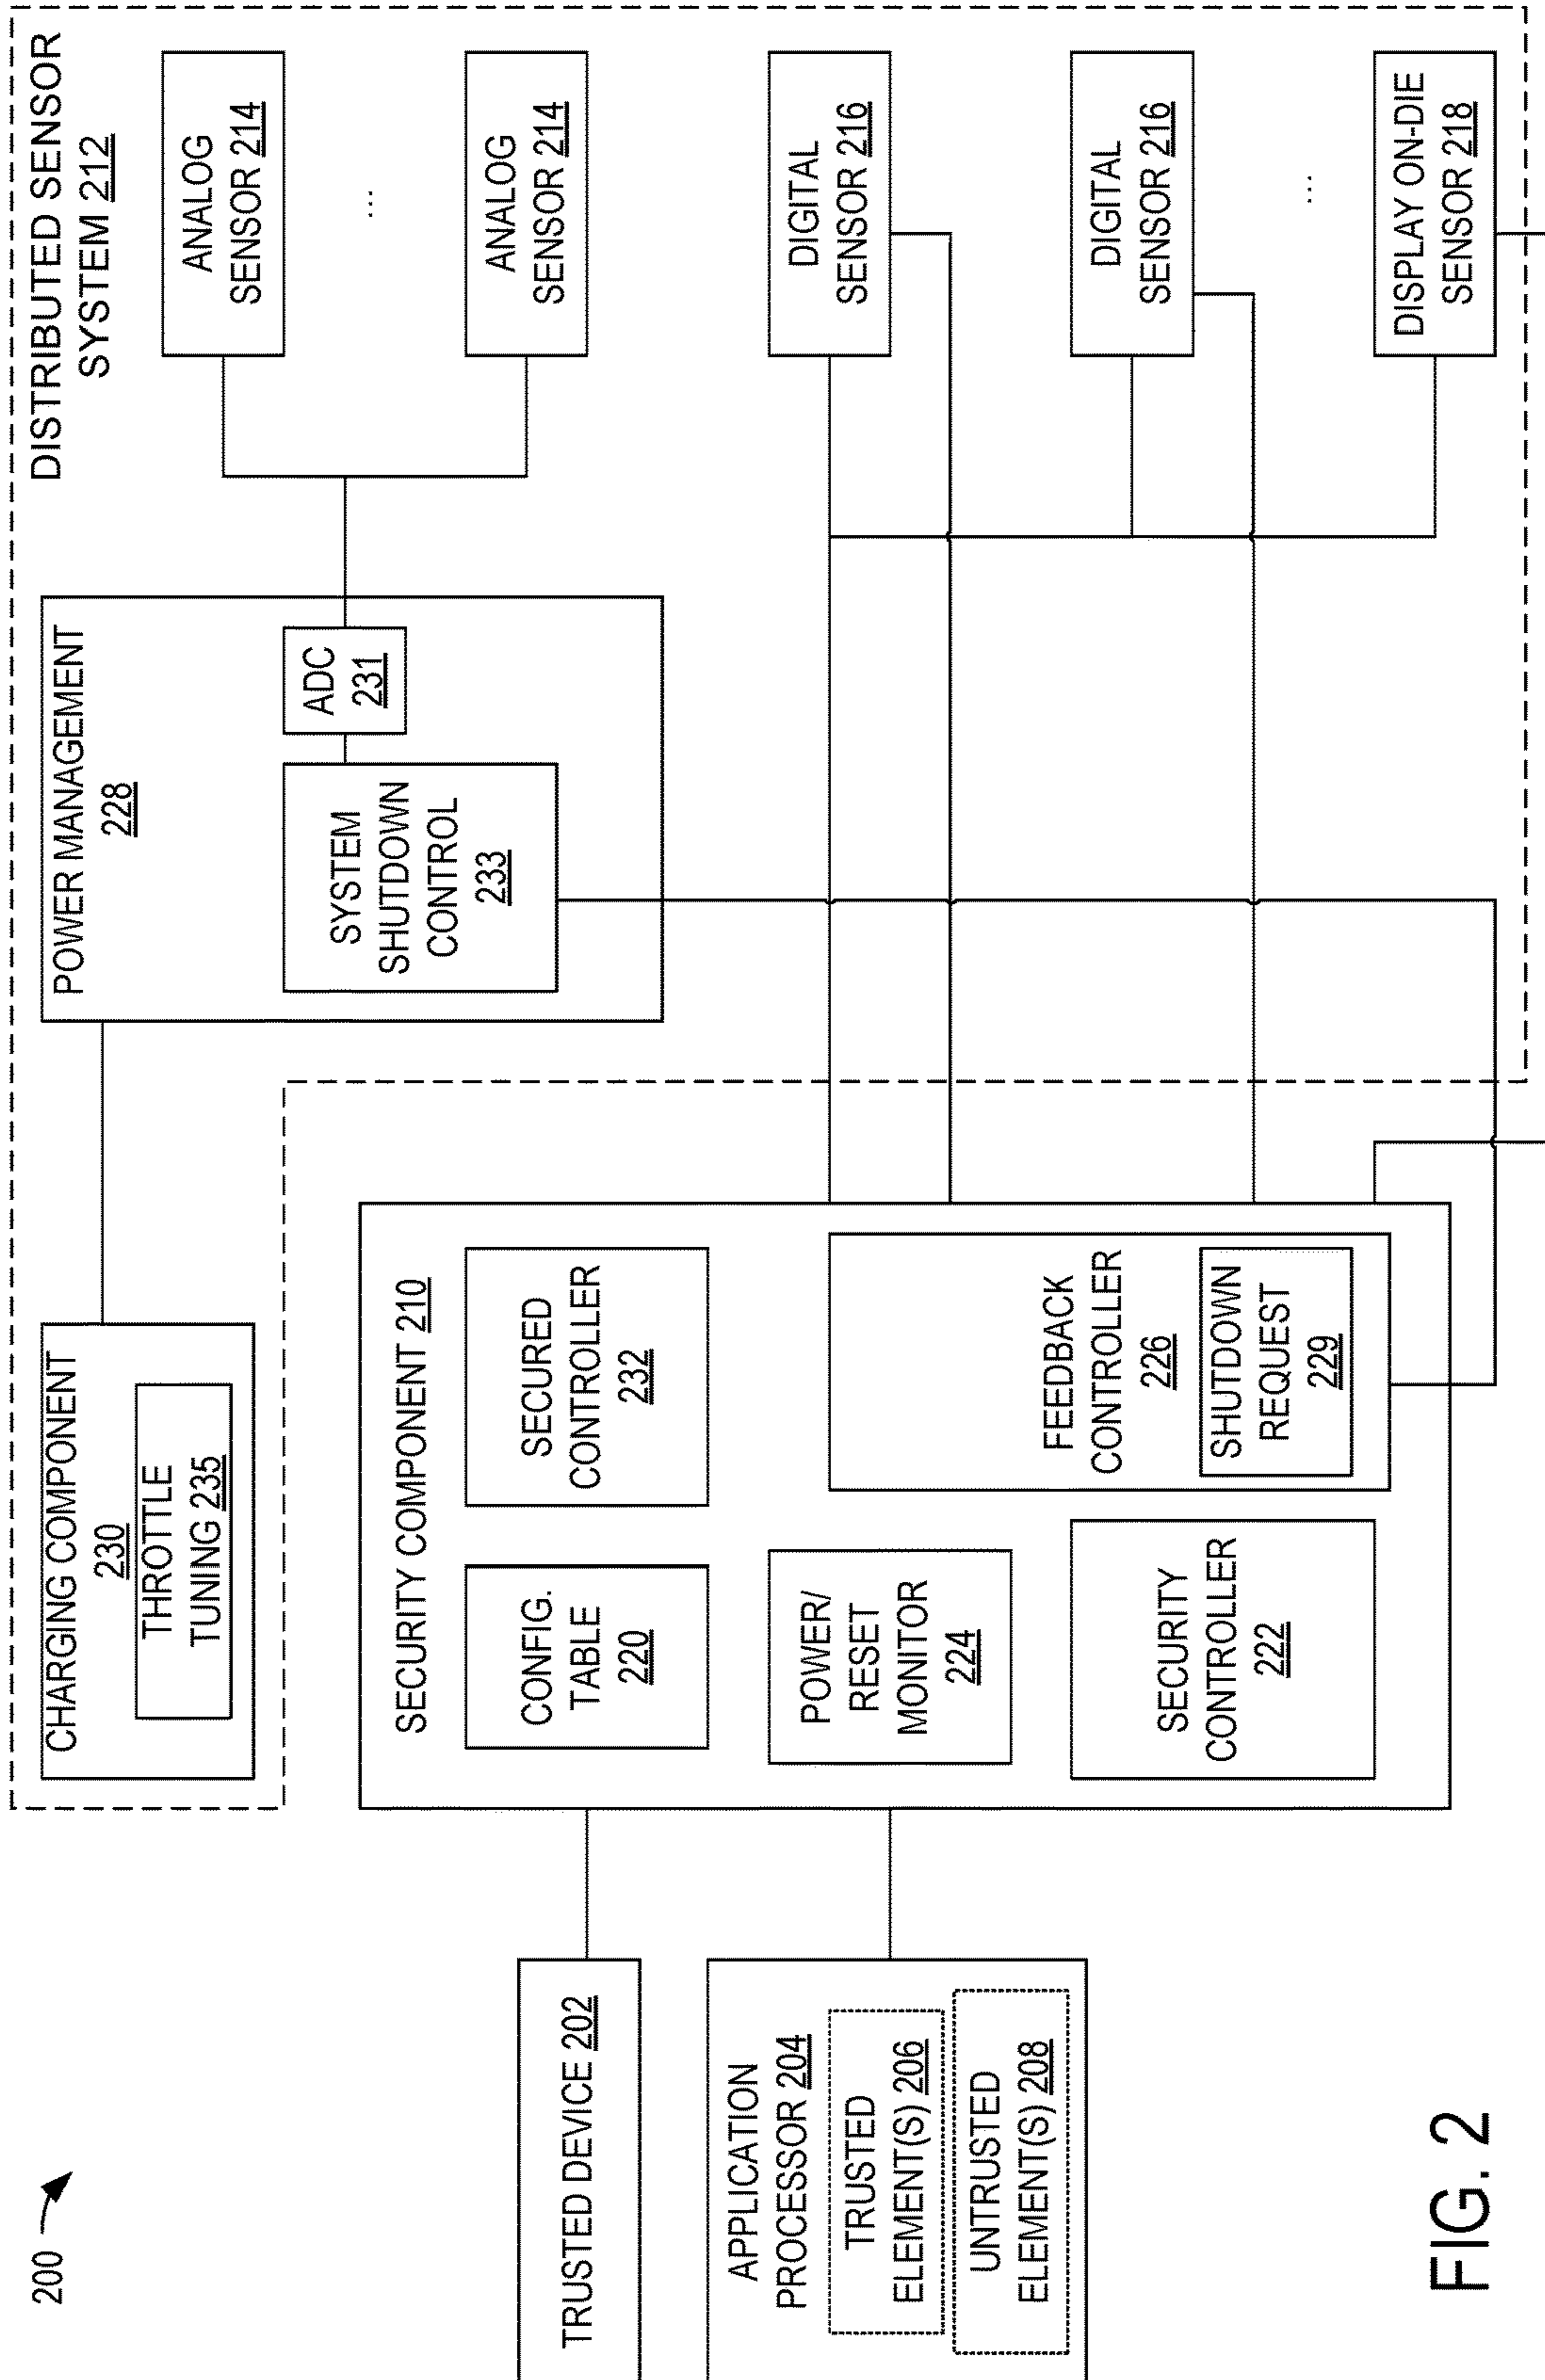 200
DISTRIBUTED SENSOR
SYSTEM 212
CHARGING COMPONENT
230
THROTTLE
TUNING 235
POWER MANAGEMENT
228
SYSTEM
SHUTDOWN
CONTROL
233
ADC
231
ANALOG
SENSOR 214
...
ANALOG
SENSOR 214
DIGITAL
SENSOR 216
DIGITAL
SENSOR 216
...
DISPLAY ON-DIE
SENSOR 218
SECURITY COMPONENT 210
CONFIG.
TABLE
220
SECURED
CONTROLLER
232
POWER/
RESET
MONITOR
224
FEEDBACK
CONTROLLER
226
SHUTDOWN
REQUEST
229
SECURITY
CONTROLLER
222
TRUSTED DEVICE 202
APPLICATION
PROCESSOR 204
TRUSTED
ELEMENT(S) 206
UNTRUSTED
ELEMENT(S) 208
FIG. 2